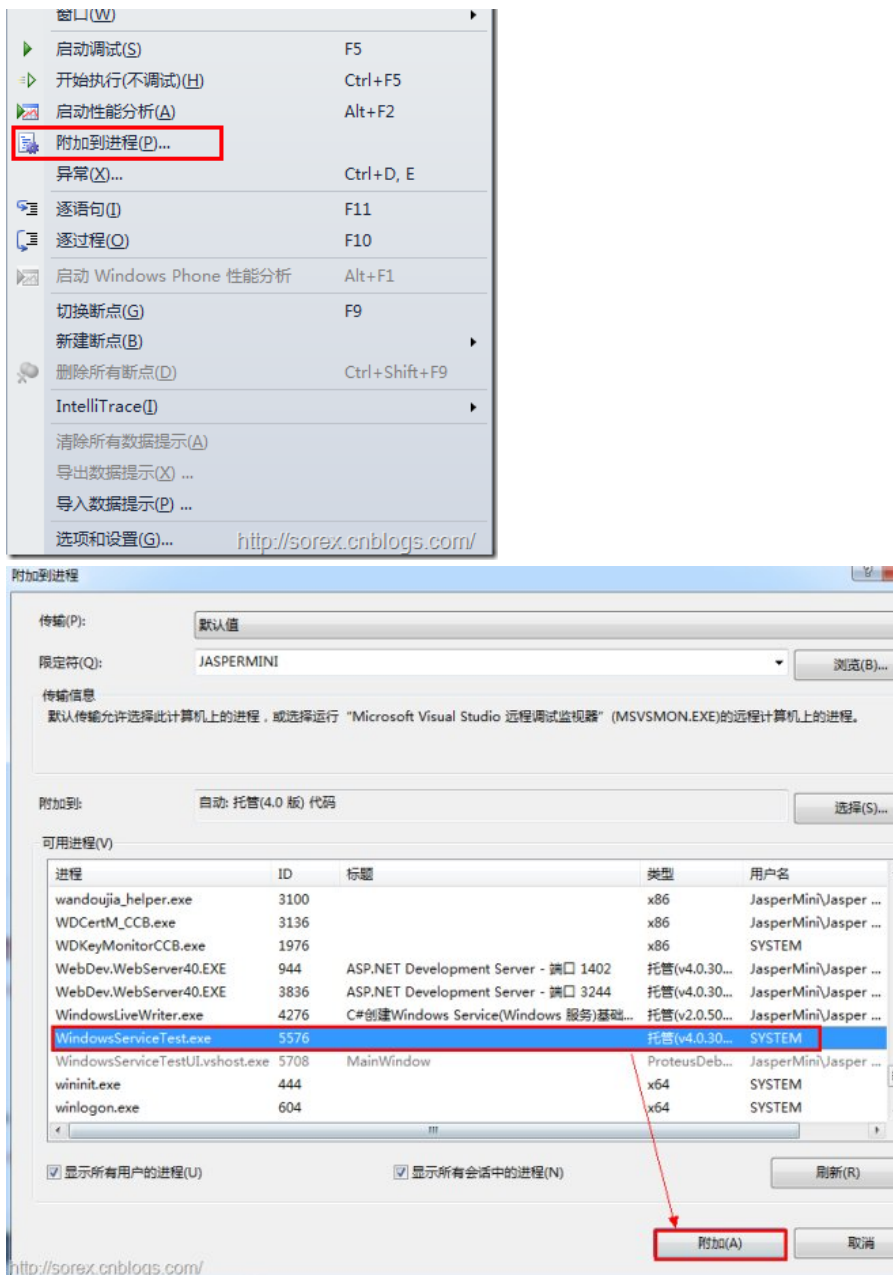 窗口(W)
启动调试(S) F5
开始执行(不调试)(H) Ctrl+F5
启动性能分析(A) Alt+F2
附加到进程(P)...
异常(X)... Ctrl+D, E
逐语句(I) F11
逐过程(O) F10
启动 Windows Phone 性能分析 Alt+F1
切换断点(G) F9
新建断点(B)
删除所有断点(D) Ctrl+Shift+F9
IntelliTrace(I)
清除所有数据提示(A)
导出数据提示(X) ...
导入数据提示(P) ...
选项和设置(G)... http://sorex.cnblogs.com/
附加到进程
传输(P): 默认值
限定符(Q): JASPERMINI 浏览(B)...
传输信息
默认传输允许选择此计算机上的进程，或选择运行 “Microsoft Visual Studio 远程调试监视器” (MSVSMON.EXE)的远程计算机上的进程。
附加到: 自动: 托管(4.0 版) 代码 选择(S)...
可用进程(V)
进程 ID 标题 类型 用户名
wandoujia_helper.exe 3100 x86 JasperMini\Jasper ...
WDCertM_CCB.exe 3136 x86 JasperMini\Jasper ...
WDKeyMonitorCCB.exe 1976 x86 SYSTEM
WebDev.WebServer40.EXE 944 ASP.NET Development Server - 端口 1402 托管(v4.0.30... JasperMini\Jasper ...
WebDev.WebServer40.EXE 3836 ASP.NET Development Server - 端口 3244 托管(v4.0.30... JasperMini\Jasper ...
WindowsLiveWriter.exe 4276 C#创建Windows Service(Windows 服务)基础... 托管(v2.0.50... JasperMini\Jasper ...
WindowsServiceTest.exe 5576 托管(v4.0.30... SYSTEM
WindowsServiceTestUI.vshost.exe 5708 MainWindow ProteusDeb... JasperMini\Jasper ...
wininit.exe 444 x64 SYSTEM
winlogon.exe 604 x64 SYSTEM
显示所有用户的进程(U) 显示所有会话中的进程(N) 刷新(R)
附加(A) 取消
http://sorex.cnblogs.com/